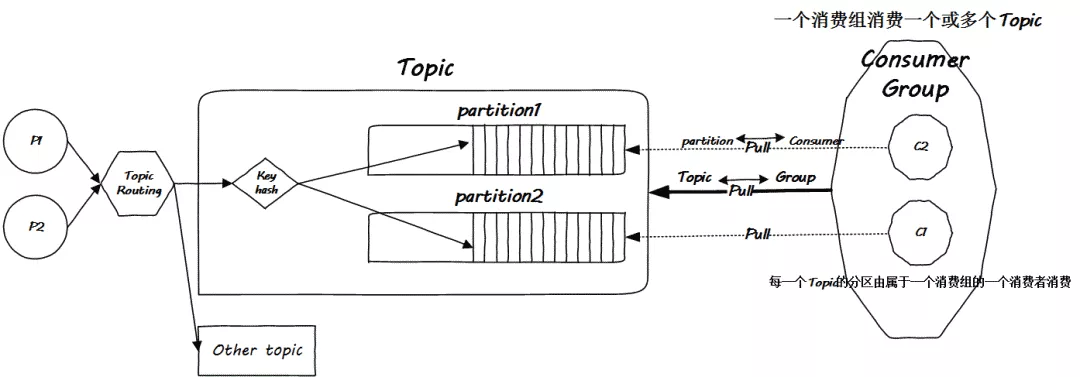 一个消费组消费一个或多个Topic
Consumer
Group
Topic
partition1
P1
Topic
Routing
Key
hash
partition Consumer
Pull
C2
Topic Group
Pull
partition2
P2
Pull
C1
每一个Topic的分区由属于一个消费组的一个消费者消费
Other topic